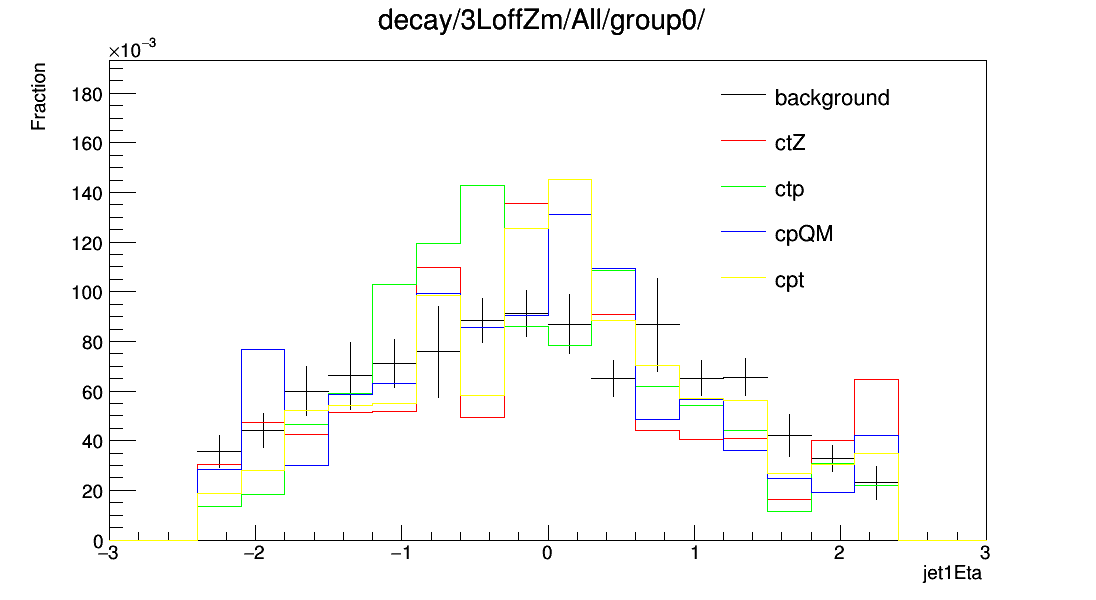 decay/3LoffZm/All/group0/
×10⁻³
Fraction
180
160
140
120
100
80
60
40
20
0
background
ctZ
ctp
cpQM
cpt
−3 −2 −1 0 1 2 3
jet1Eta